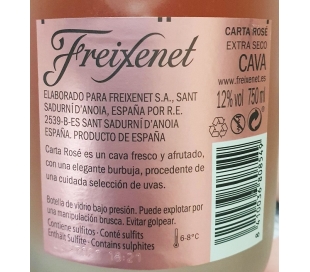 Freixenet
CARTA ROSÉ
EXTRA SECO
CAVA
www.freixenet.es
12%vol 750 ml
ELABORADO PARA FREIXENET S.A., SANT
SADURNÍ D'ANOIA, ESPAÑA POR R.E.
2539-B-ES SANT SADURNÍ D'ANOIA
ESPAÑA. PRODUCTO DE ESPAÑA
Carta Rosé es un cava fresco y afrutado,
con una elegante burbuja, procedente de
una cuidada selección de uvas.
Botella de vidrio bajo presión. Puede explotar por
una manipulación brusca. Evitar golpear.
Contiene sulfitos · Conté sulfits
Enthält Sulfite · Contains sulphites
6-8°C